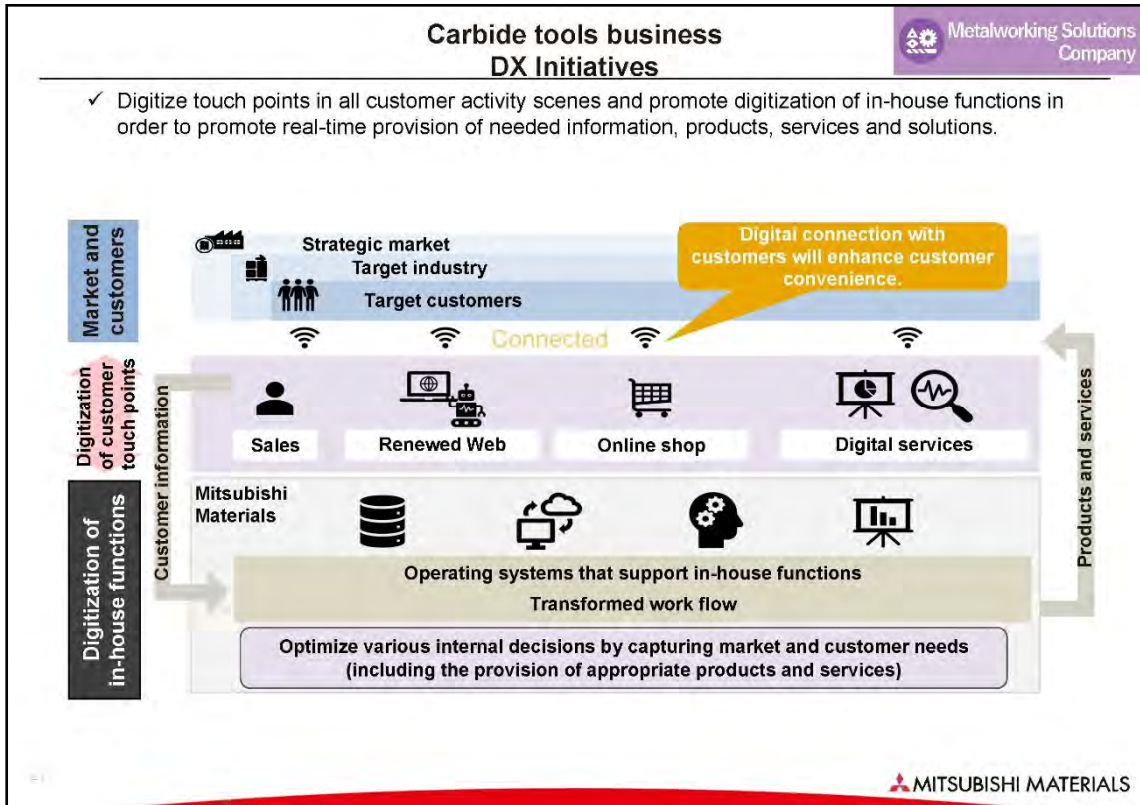 Carbide tools business
DX Initiatives
Metalworking Solutions
Company
✓ Digitize touch points in all customer activity scenes and promote digitization of in-house functions in
order to promote real-time provision of needed information, products, services and solutions.
Market and
customers
Strategic market
Target industry
Target customers
Digital connection with
customers will enhance customer
convenience.
Connected
Digitization
of customer
touch points
Customer information
Sales
Renewed Web
Online shop
Digital services
Products and services
Digitization of
in-house functions
Mitsubishi
Materials
Operating systems that support in-house functions
Transformed work flow
Optimize various internal decisions by capturing market and customer needs
(including the provision of appropriate products and services)
MITSUBISHI MATERIALS